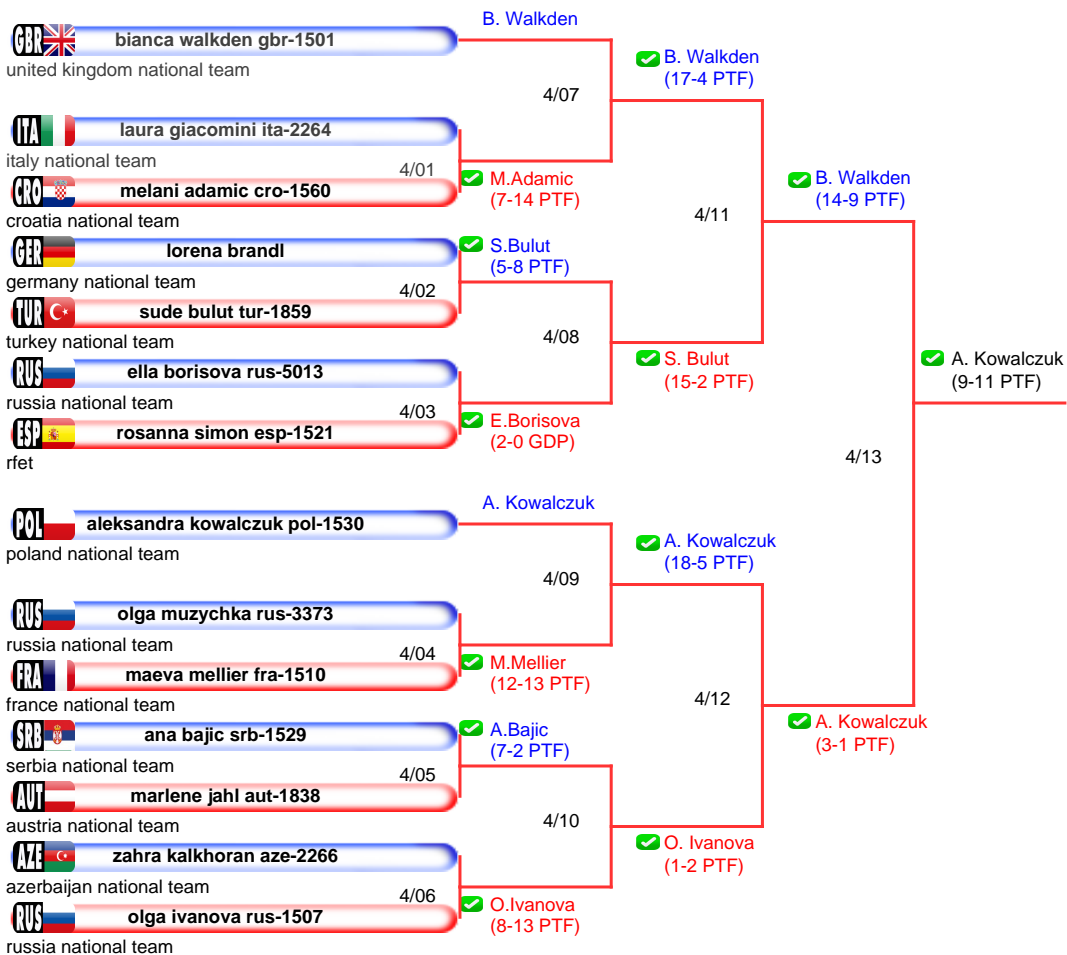 B. Walkden
GBR bianca walkden gbr-1501
united kingdom national team
B. Walkden
(17-4 PTF)
4/07
ITA laura giacomini ita-2264
italy national team
4/01
CRO melani adamic cro-1560
croatia national team
M.Adamic
(7-14 PTF)
B. Walkden
(14-9 PTF)
4/11
GER lorena brandl
germany national team
S.Bulut
(5-8 PTF)
4/02
TUR sude bulut tur-1859
turkey national team
4/08
S. Bulut
(15-2 PTF)
RUS ella borisova rus-5013
russia national team
4/03
ESP rosanna simon esp-1521
rfet
E.Borisova
(2-0 GDP)
A. Kowalczuk
(9-11 PTF)
4/13
A. Kowalczuk
POL aleksandra kowalczuk pol-1530
poland national team
A. Kowalczuk
(18-5 PTF)
4/09
RUS olga muzychka rus-3373
russia national team
4/04
FRA maeva mellier fra-1510
france national team
M.Mellier
(12-13 PTF)
4/12
A. Kowalczuk
(3-1 PTF)
SRB ana bajic srb-1529
serbia national team
A.Bajic
(7-2 PTF)
4/05
AUT marlene jahl aut-1838
austria national team
4/10
O. Ivanova
(1-2 PTF)
AZE zahra kalkhoran aze-2266
azerbaijan national team
4/06
RUS olga ivanova rus-1507
russia national team
O.Ivanova
(8-13 PTF)